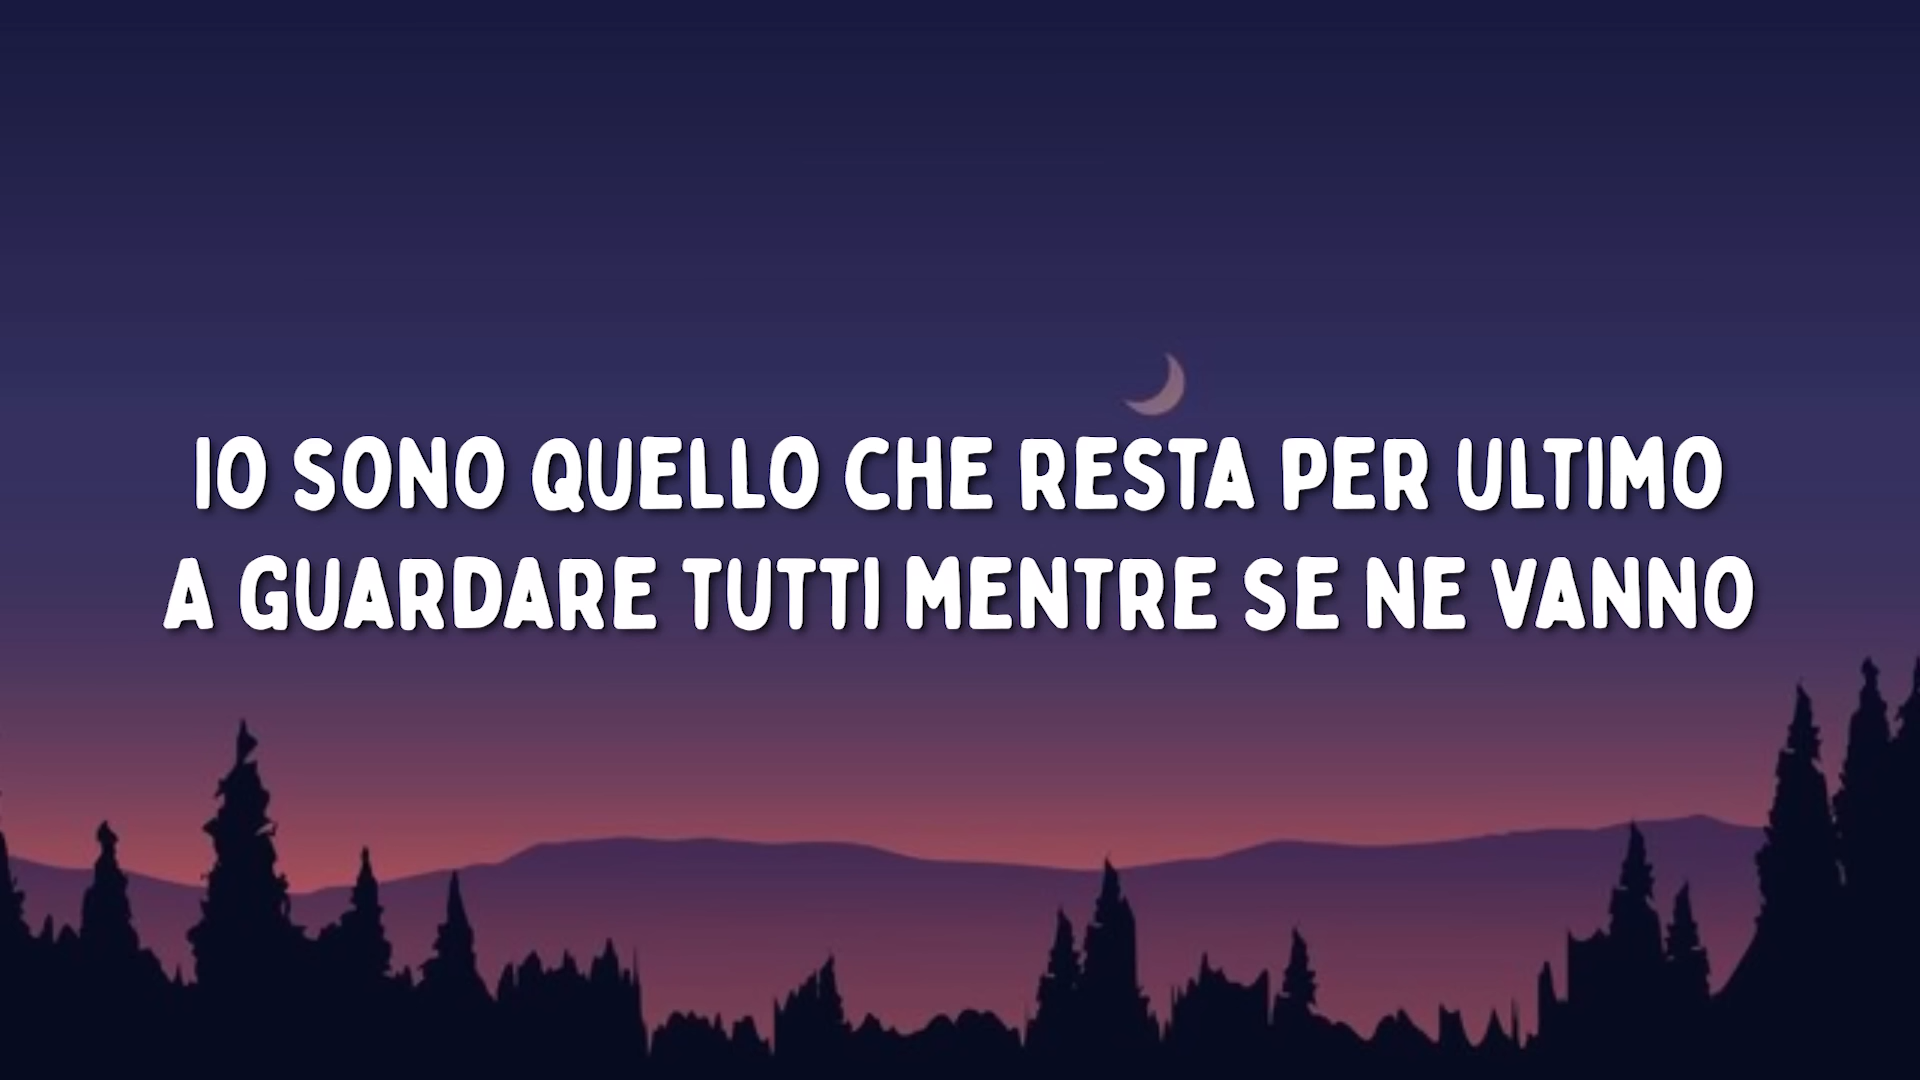 IO SONO QUELLO CHE RESTA PER ULTIMO
A GUARDARE TUTTI MENTRE SE NE VANNO